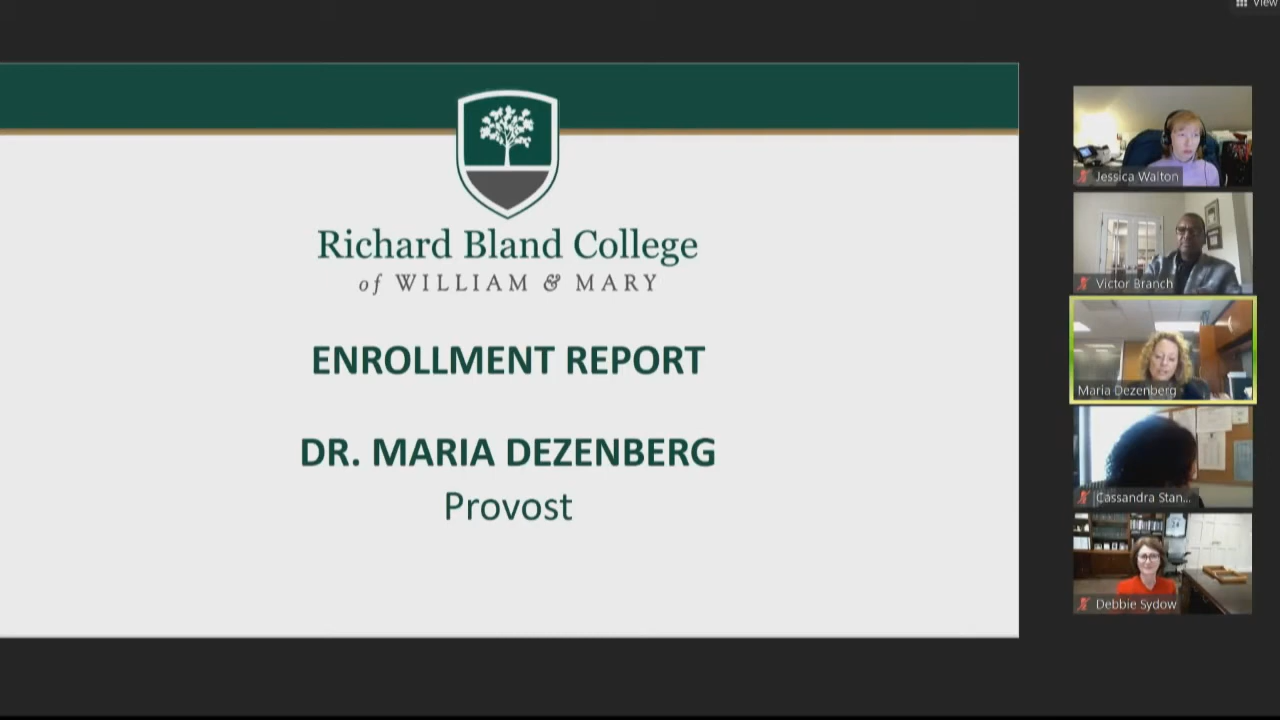 View
Richard Bland College
of WILLIAM & MARY
ENROLLMENT REPORT
DR. MARIA DEZENBERG
Provost
Jessica Walton
Victor Branch
Maria Dezenberg
Cassandra Stan...
Debbie Sydow